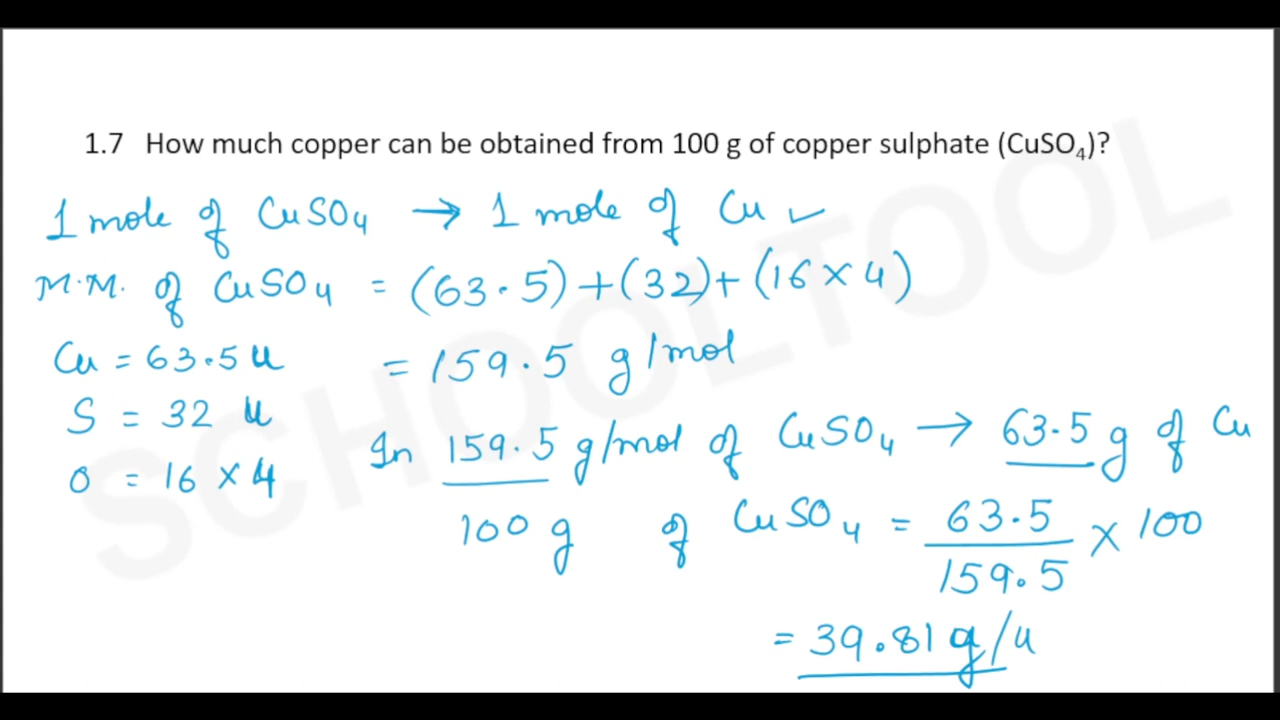 1.7 How much copper can be obtained from 100 g of copper sulphate (CuSO₄)?
1 mole of CuSO₄ → 1 mole of Cu ✓
M.M. of CuSO₄ = (63.5)+(32)+(16×4)
Cu = 63.5 u
= 159.5 g/mol
S = 32 u
O = 16 × 4
In 159.5 g/mol of CuSO₄ → 63.5 g of Cu
100 g of CuSO₄ = 63.5/159.5 × 100
= 39.81 g/u
SCHOOLTOOL